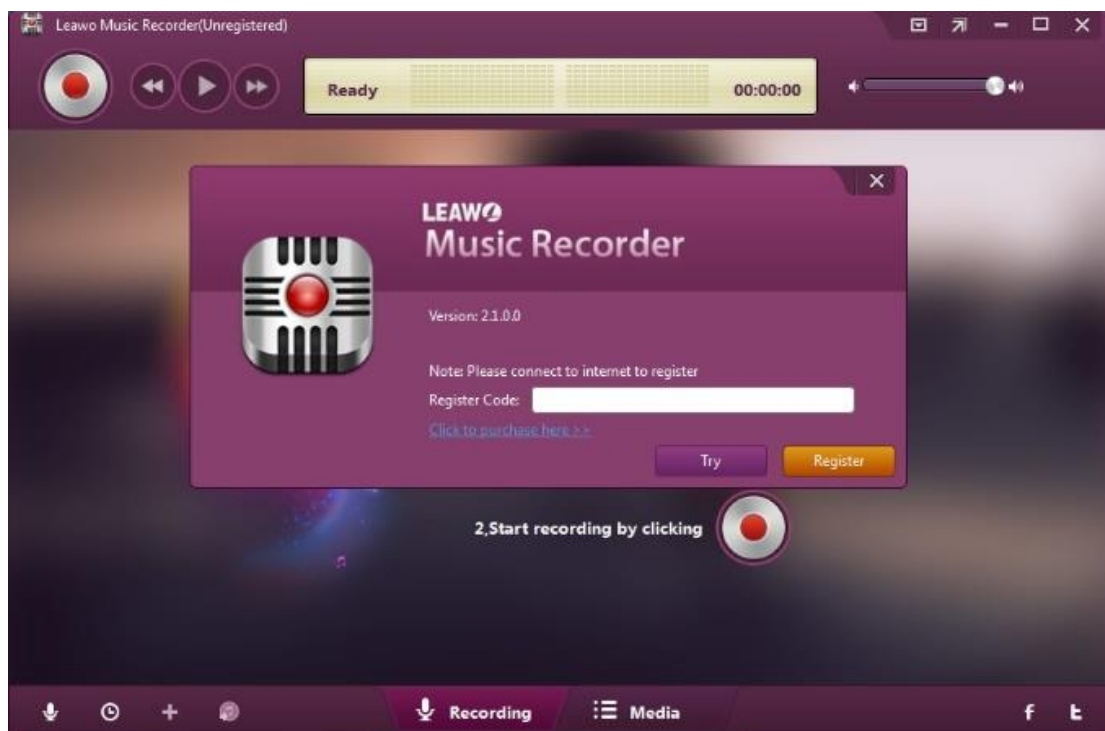 Leawo Music Recorder(Unregistered)
Ready
00:00:00
LEAWO
Music Recorder
Version: 2.1.0.0
Note: Please connect to internet to register
Register Code:
Click to purchase here >>
Try
Register
2,Start recording by clicking
Recording
Media